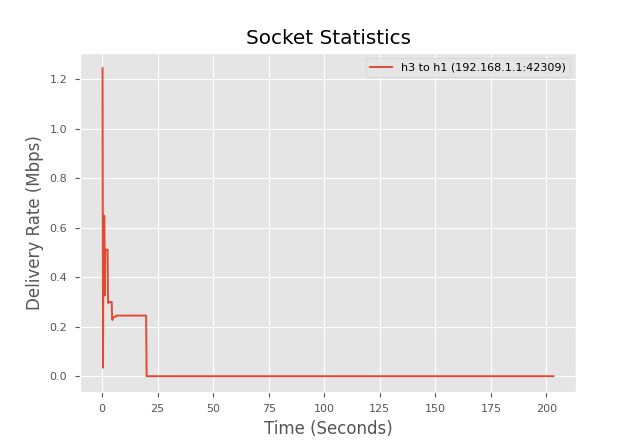 Socket Statistics
h3 to h1 (192.168.1.1:42309)
Delivery Rate (Mbps)
1.2
1.0
0.8
0.6
0.4
0.2
0.0
0 25 50 75 100 125 150 175 200
Time (Seconds)